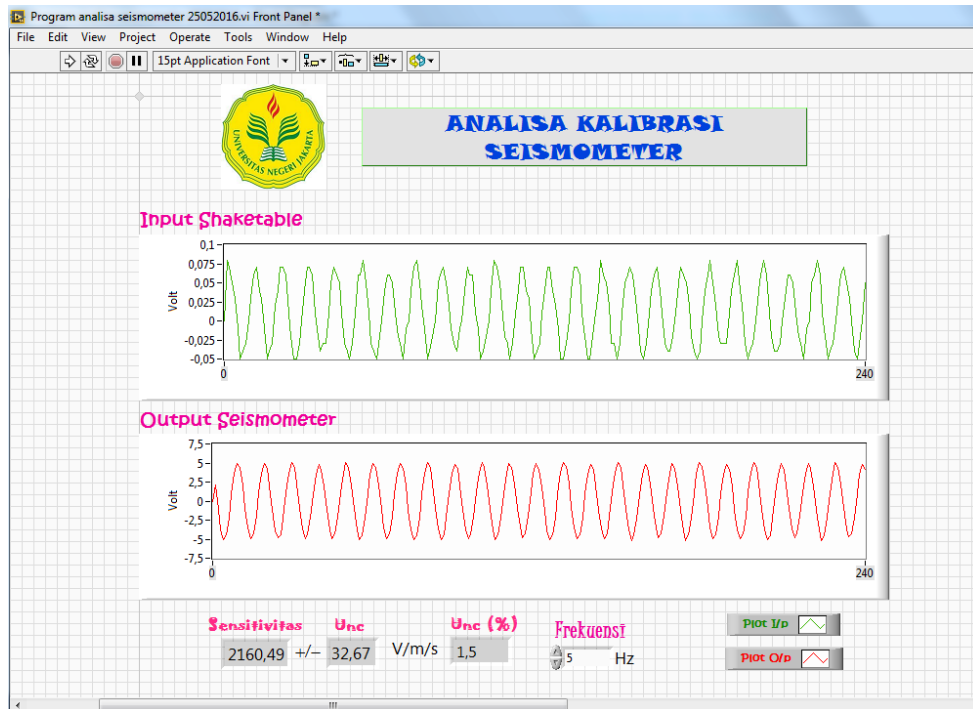 Program analisa seismometer 25052016.vi Front Panel *
File Edit View Project Operate Tools Window Help
15pt Application Font
UNIVERSITAS NEGERI JAKARTA
ANALISA KALIBRASI
SEISMOMETER
Input Shaketable
0,1
0,075
0,05
0,025
0
-0,025
-0,05
Volt
0 240
Output Seismometer
7,5
5
2,5
0
-2,5
-5
-7,5
Volt
0 240
Sensitivitas Unc Unc (%) Frekuensi
2160,49 +/- 32,67 V/m/s 1,5 5 Hz
Plot I/p
Plot O/p